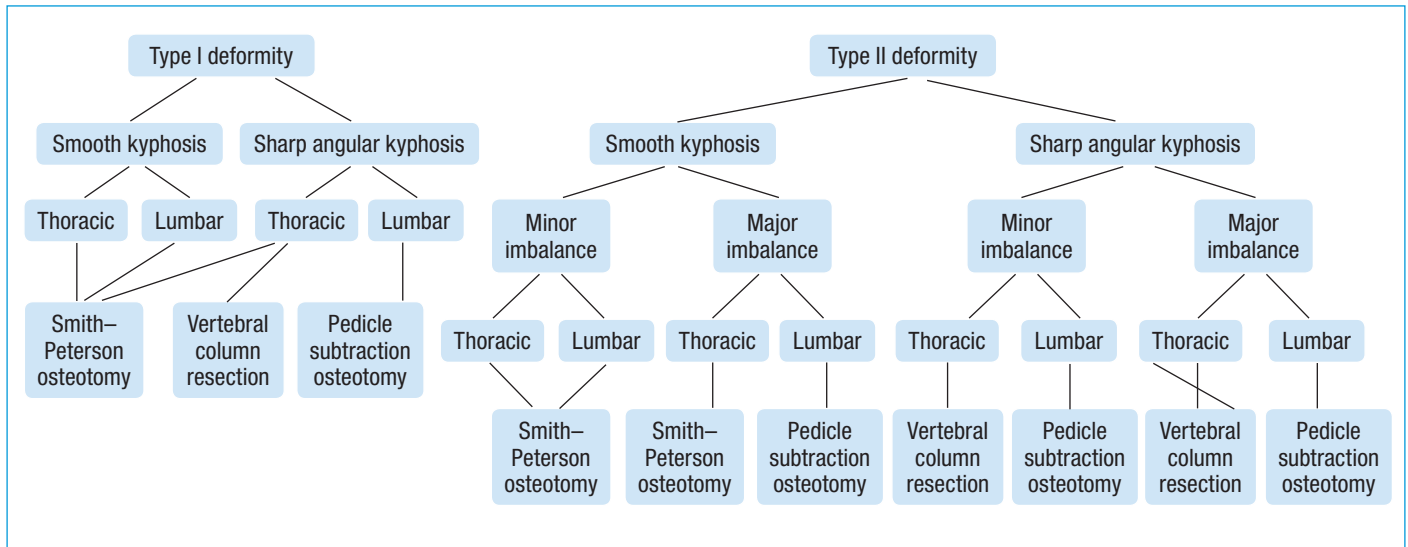 Type I deformity
Type II deformity
Smooth kyphosis
Sharp angular kyphosis
Smooth kyphosis
Sharp angular kyphosis
Thoracic
Lumbar
Thoracic
Lumbar
Minor
imbalance
Major
imbalance
Minor
imbalance
Major
imbalance
Smith–
Peterson
osteotomy
Vertebral
column
resection
Pedicle
subtraction
osteotomy
Thoracic
Lumbar
Thoracic
Lumbar
Thoracic
Lumbar
Thoracic
Lumbar
Smith–
Peterson
osteotomy
Smith–
Peterson
osteotomy
Pedicle
subtraction
osteotomy
Vertebral
column
resection
Pedicle
subtraction
osteotomy
Vertebral
column
resection
Pedicle
subtraction
osteotomy